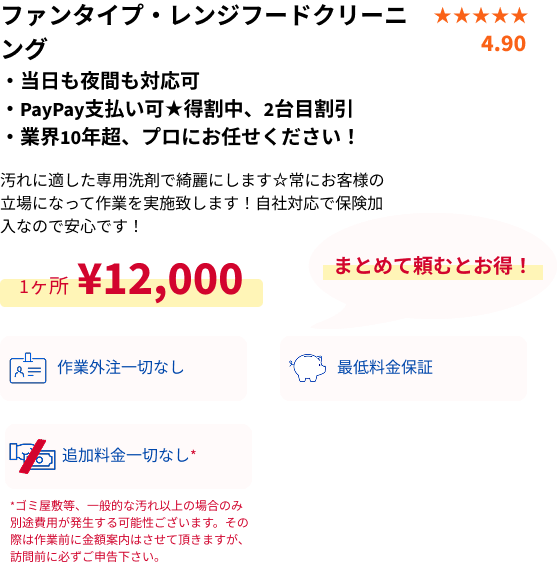 ファンタイプ・レンジフードクリーニ
ング
★★★★★
4.90
・当日も夜間も対応可
・PayPay支払い可★得割中、2台目割引
・業界10年超、プロにお任せください！
汚れに適した専用洗剤で綺麗にします☆常にお客様の
立場になって作業を実施致します！自社対応で保険加
入なので安心です！
まとめて頼むとお得！
1ヶ所 ¥12,000
作業外注一切なし
最低料金保証
追加料金一切なし*
*ゴミ屋敷等、一般的な汚れ以上の場合のみ
別途費用が発生する可能性ございます。その
際は作業前に金額案内はさせて頂きますが、
訪問前に必ずご申告下さい。